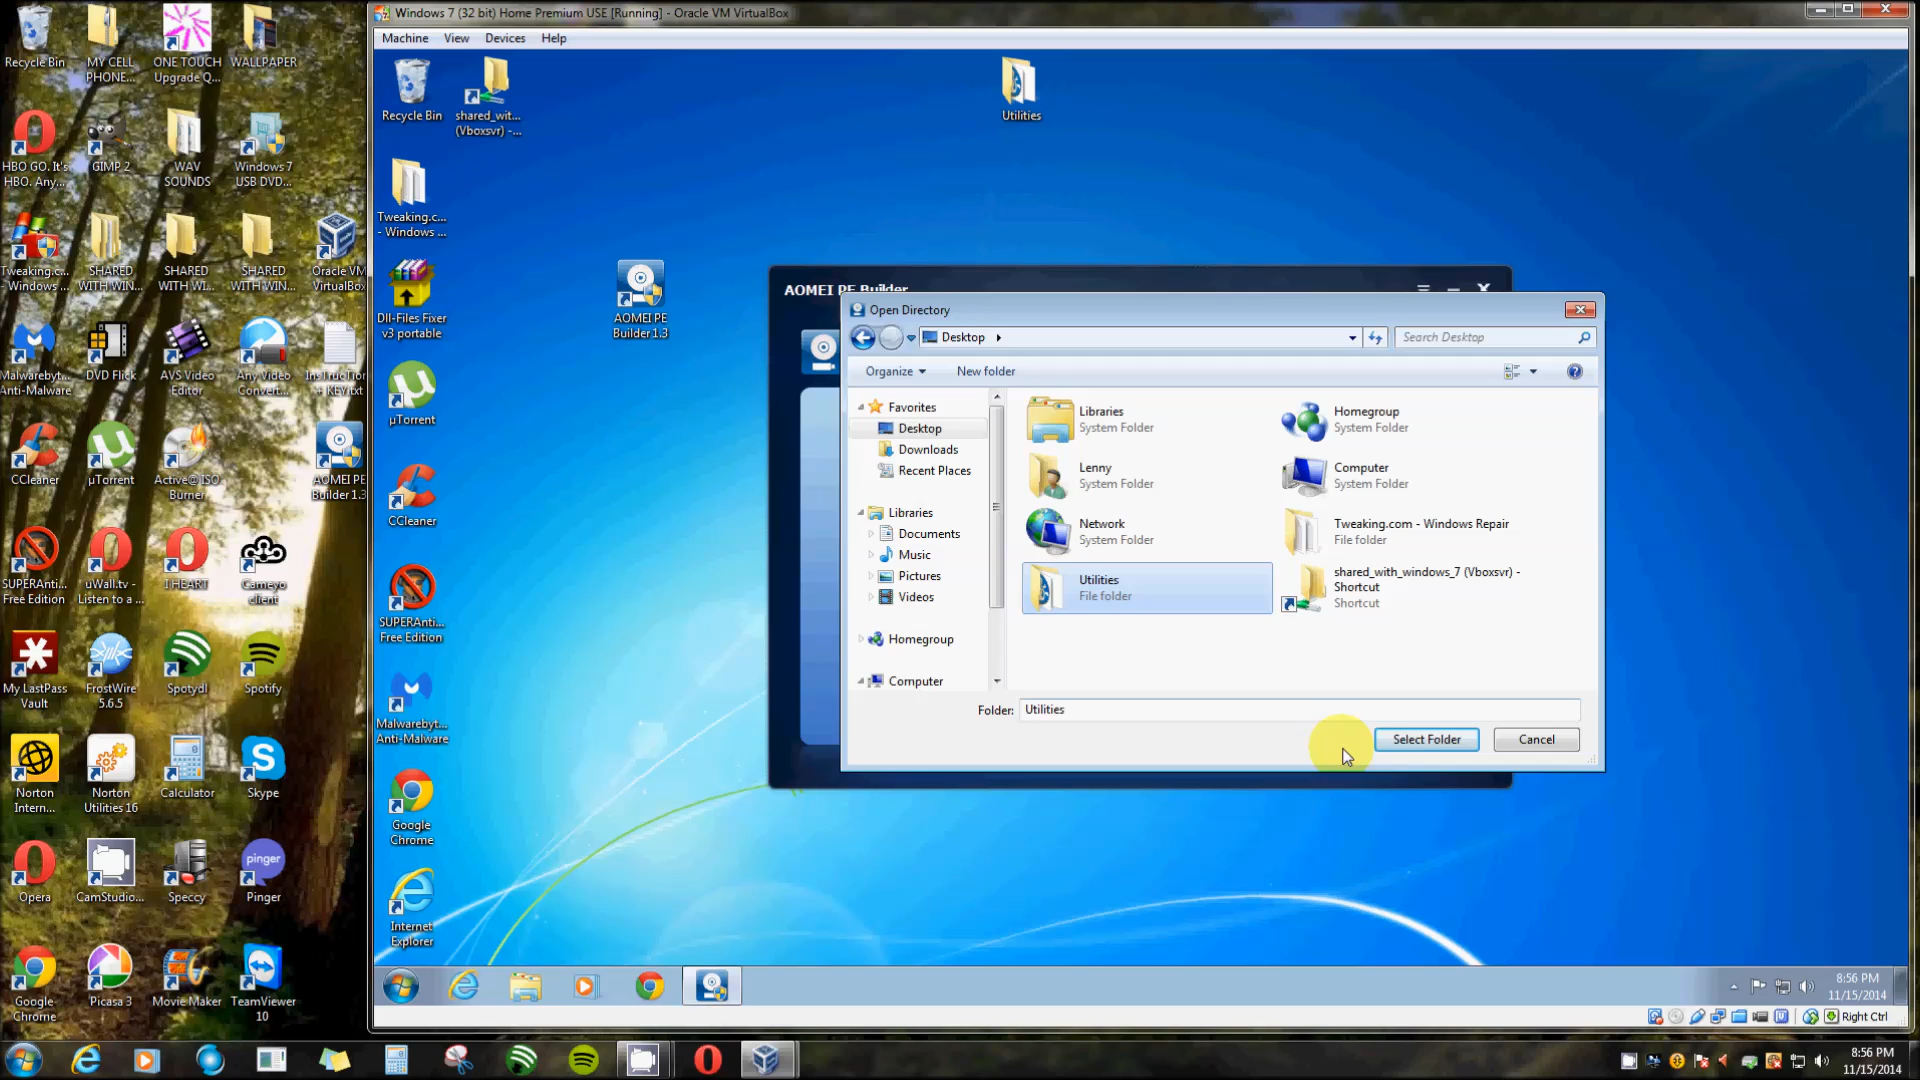 Windows 7 (32 bit) Home Premium USE [Running] - Oracle VM VirtualBox
Machine View Devices Help
Recycle Bin
MY CELL
PHONE...
ONE TOUCH
Upgrade Q...
WALLPAPER
HBO GO. It's
HBO. Any...
GIMP 2
WAV
SOUNDS
Windows 7
USB DVD...
Tweaking.c...
- Windows ...
SHARED
WITH WIN...
SHARED
WITH WI...
SHARED
WITH WIN...
Oracle VM
VirtualBox
Malwarebyt...
Anti-Malware
DVD Flick
AVS Video
Editor
Any Video
Convert...
InsTrucTion
+ KEY.txt
CCleaner
µTorrent
Active@ ISO
Burner
AOMEI PE
Builder 1.3
SUPERAnti...
Free Edition
uWall.tv -
Listen to a ...
I HEART
Cameyo
client
My LastPass
Vault
FrostWire
5.6.5
Spotydl
Spotify
Norton
Intern...
Norton
Utilities 16
Calculator
Skype
Opera
CamStudio...
Speccy
pinger
Pinger
Google
Chrome
Picasa 3
Movie Maker
TeamViewer
10
Recycle Bin
shared_wit...
(Vboxsvr) -...
Utilities
Tweaking.c...
- Windows ...
Dll-Files Fixer
v3 portable
AOMEI PE
Builder 1.3
µTorrent
CCleaner
SUPERAnti...
Free Edition
Malwarebyt...
Anti-Malware
Google
Chrome
Internet
Explorer
AOMEI PE Builder
Open Directory
Desktop
Search Desktop
Organize
New folder
Favorites
Desktop
Downloads
Recent Places
Libraries
Documents
Music
Pictures
Videos
Homegroup
Computer
Libraries
System Folder
Homegroup
System Folder
Lenny
System Folder
Computer
System Folder
Network
System Folder
Tweaking.com - Windows Repair
File folder
Utilities
File folder
shared_with_windows_7 (Vboxsvr) -
Shortcut
Shortcut
Folder: Utilities
Select Folder
Cancel
8:56 PM
11/15/2014
Right Ctrl
8:56 PM
11/15/2014